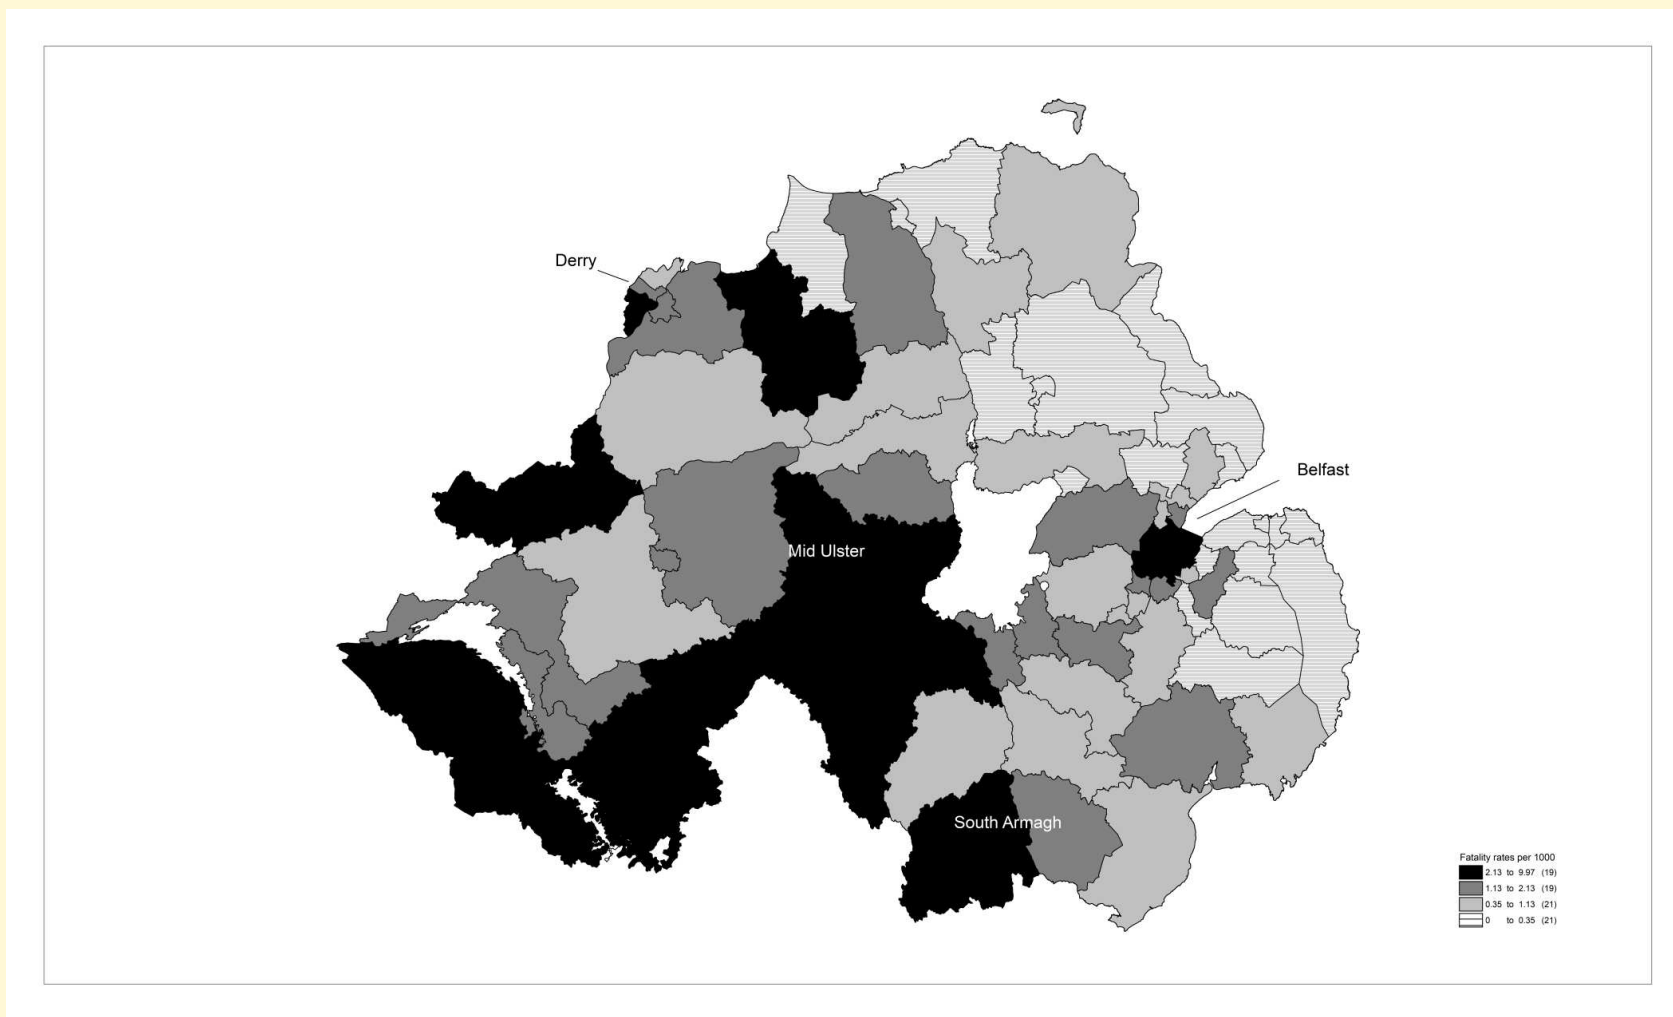 Derry
Belfast
Mid Ulster
South Armagh
Fatality rates per 1000
2.13 to 9.97 (19)
1.13 to 2.13 (19)
0.35 to 1.13 (21)
0 to 0.35 (21)